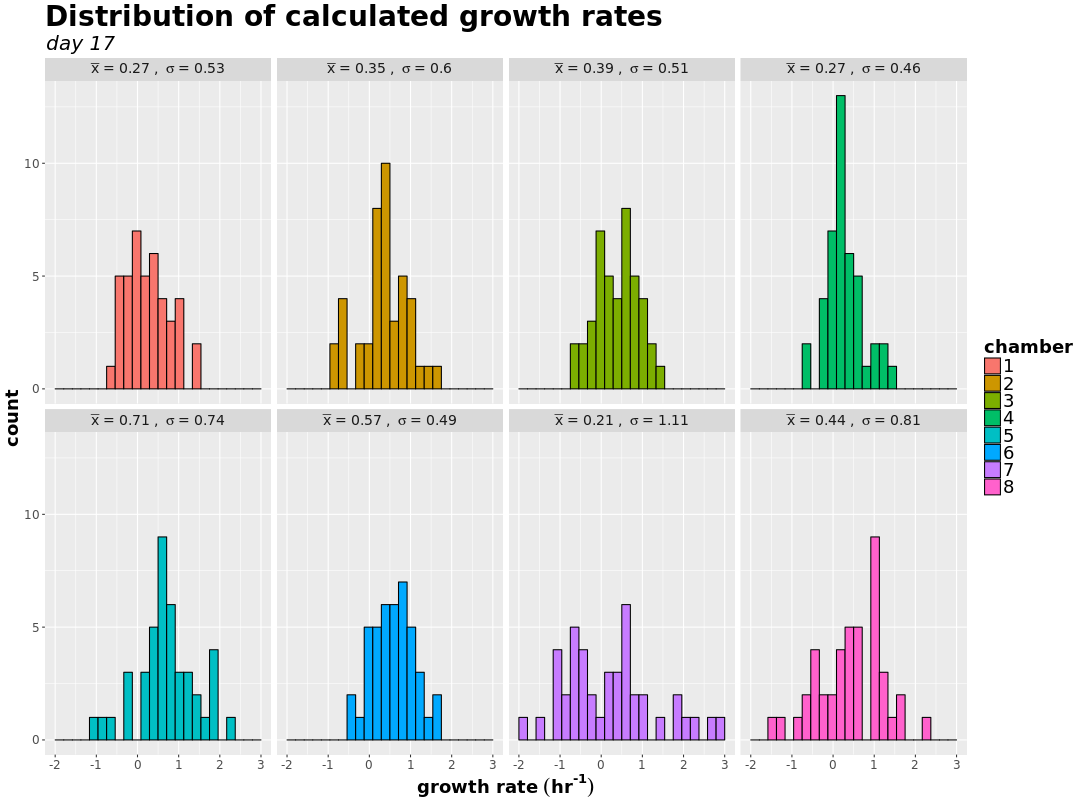 Distribution of calculated growth rates
day 17
x̅ = 0.27 , σ = 0.53
x̅ = 0.35 , σ = 0.6
x̅ = 0.39 , σ = 0.51
x̅ = 0.27 , σ = 0.46
10
5
0
x̅ = 0.71 , σ = 0.74
x̅ = 0.57 , σ = 0.49
x̅ = 0.21 , σ = 1.11
x̅ = 0.44 , σ = 0.81
10
5
0
count
-2 -1 0 1 2 3
-2 -1 0 1 2 3
-2 -1 0 1 2 3
-2 -1 0 1 2 3
growth rate (hr⁻¹)
chamber
1
2
3
4
5
6
7
8